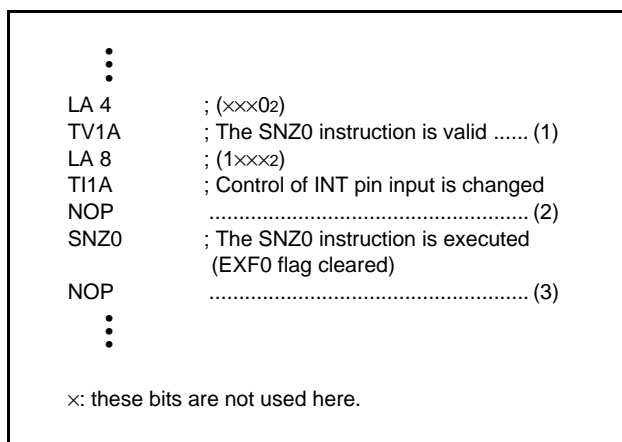 LA 4 ; (×××0₂)
TV1A ; The SNZ0 instruction is valid ...... (1)
LA 8 ; (1×××₂)
TI1A ; Control of INT pin input is changed
NOP ....................................................... (2)
SNZ0 ; The SNZ0 instruction is executed
(EXF0 flag cleared)
NOP ....................................................... (3)
×: these bits are not used here.